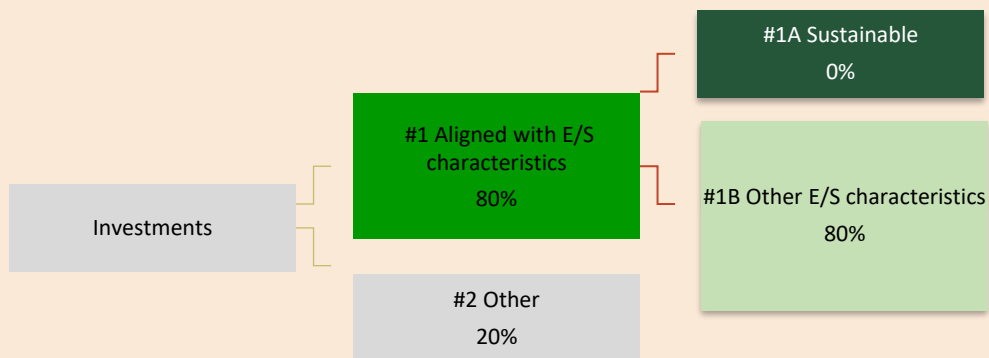 Investments
#1 Aligned with E/S
characteristics
80%
#2 Other
20%
#1A Sustainable
0%
#1B Other E/S characteristics
80%